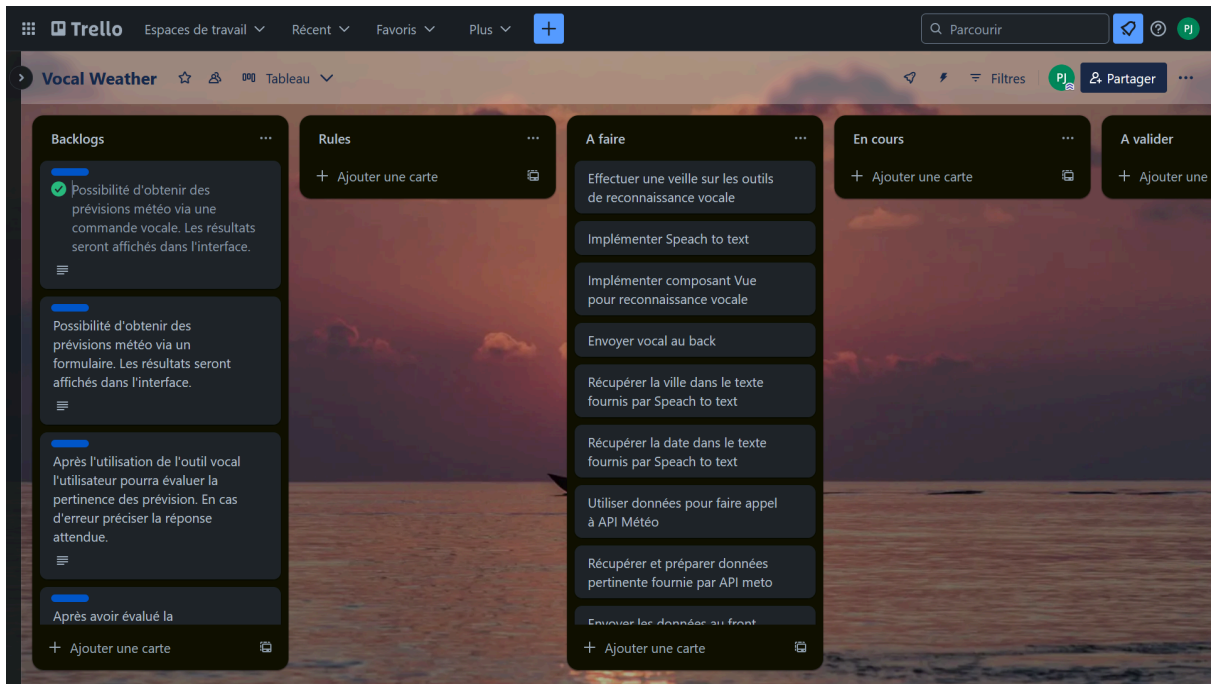 Trello
Espaces de travail
Récent
Favoris
Plus
Parcourir
PJ
Vocal Weather
Tableau
Filtres
PJ
Partager
Backlogs
Possibilité d'obtenir des
prévisions météo via une
commande vocale. Les résultats
seront affichés dans l'interface.
Possibilité d'obtenir des
prévisions météo via un
formulaire. Les résultats seront
affichés dans l'interface.
Après l'utilisation de l'outil vocal
l'utilisateur pourra évaluer la
pertinence des prévision. En cas
d'erreur préciser la réponse
attendue.
Après avoir évalué la
Ajouter une carte
Rules
Ajouter une carte
A faire
Effectuer une veille sur les outils
de reconnaissance vocale
Implémenter Speach to text
Implémenter composant Vue
pour reconnaissance vocale
Envoyer vocal au back
Récupérer la ville dans le texte
fournis par Speach to text
Récupérer la date dans le texte
fournis par Speach to text
Utiliser données pour faire appel
à API Météo
Récupérer et préparer données
pertinente fournie par API meto
Envoyer les données au front
Ajouter une carte
En cours
Ajouter une carte
A valider
Ajouter une